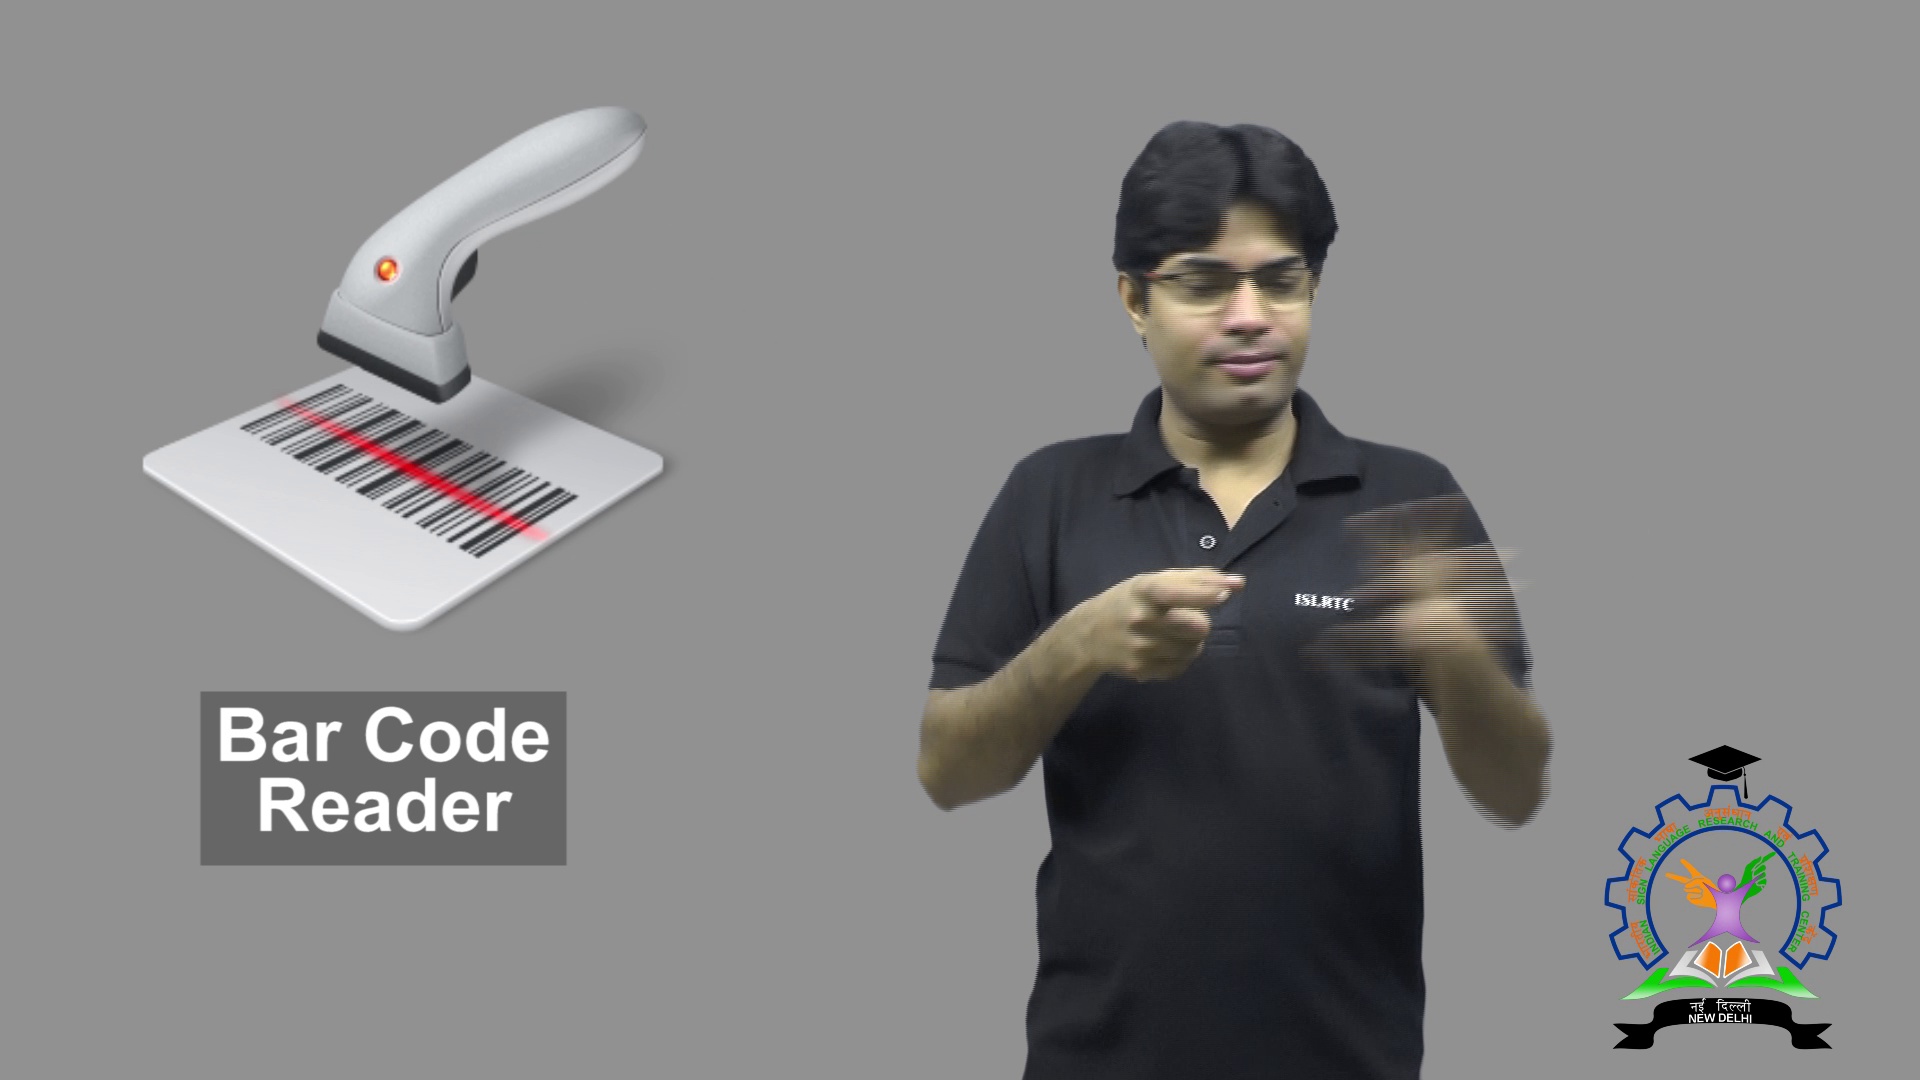 Bar Code
Reader
ISLRTC
INDIAN SIGN LANGUAGE RESEARCH AND TRAINING CENTER
नई दिल्ली
NEW DELHI